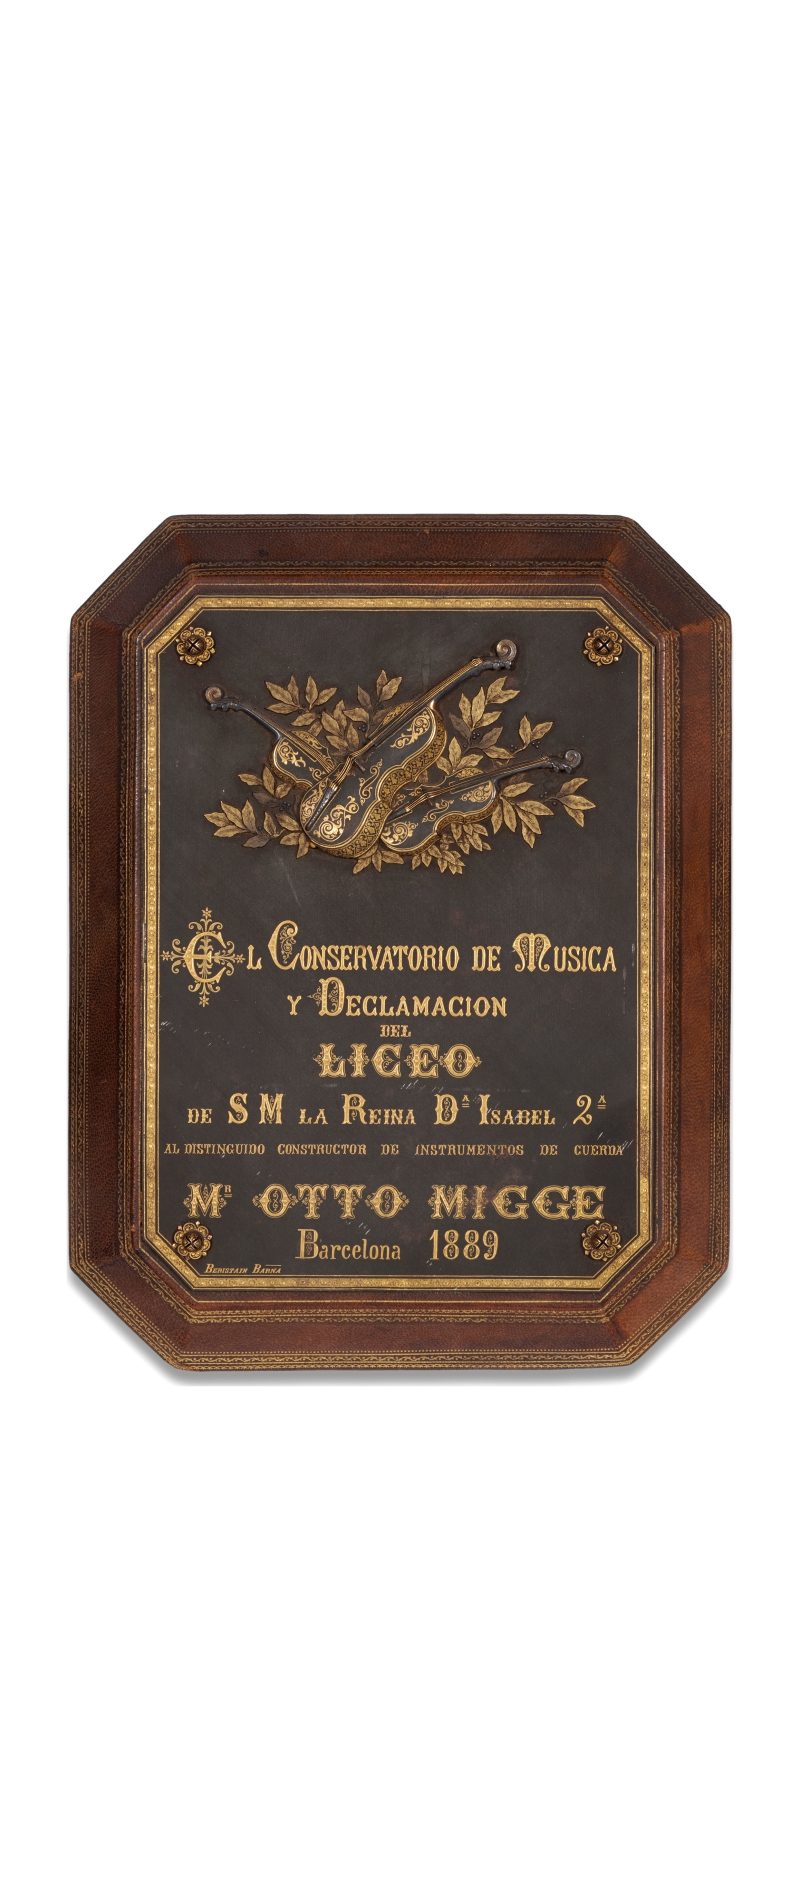 EL CONSERVATORIO DE MUSICA
Y DECLAMACION
DEL
LICEO
DE S M LA REINA Dᴬ ISABEL 2ᴬ
AL DISTINGUIDO CONSTRUCTOR DE INSTRUMENTOS DE CUERDA
Mᴿ OTTO MIGGE
Barcelona 1889
BERISTAIN BARNA